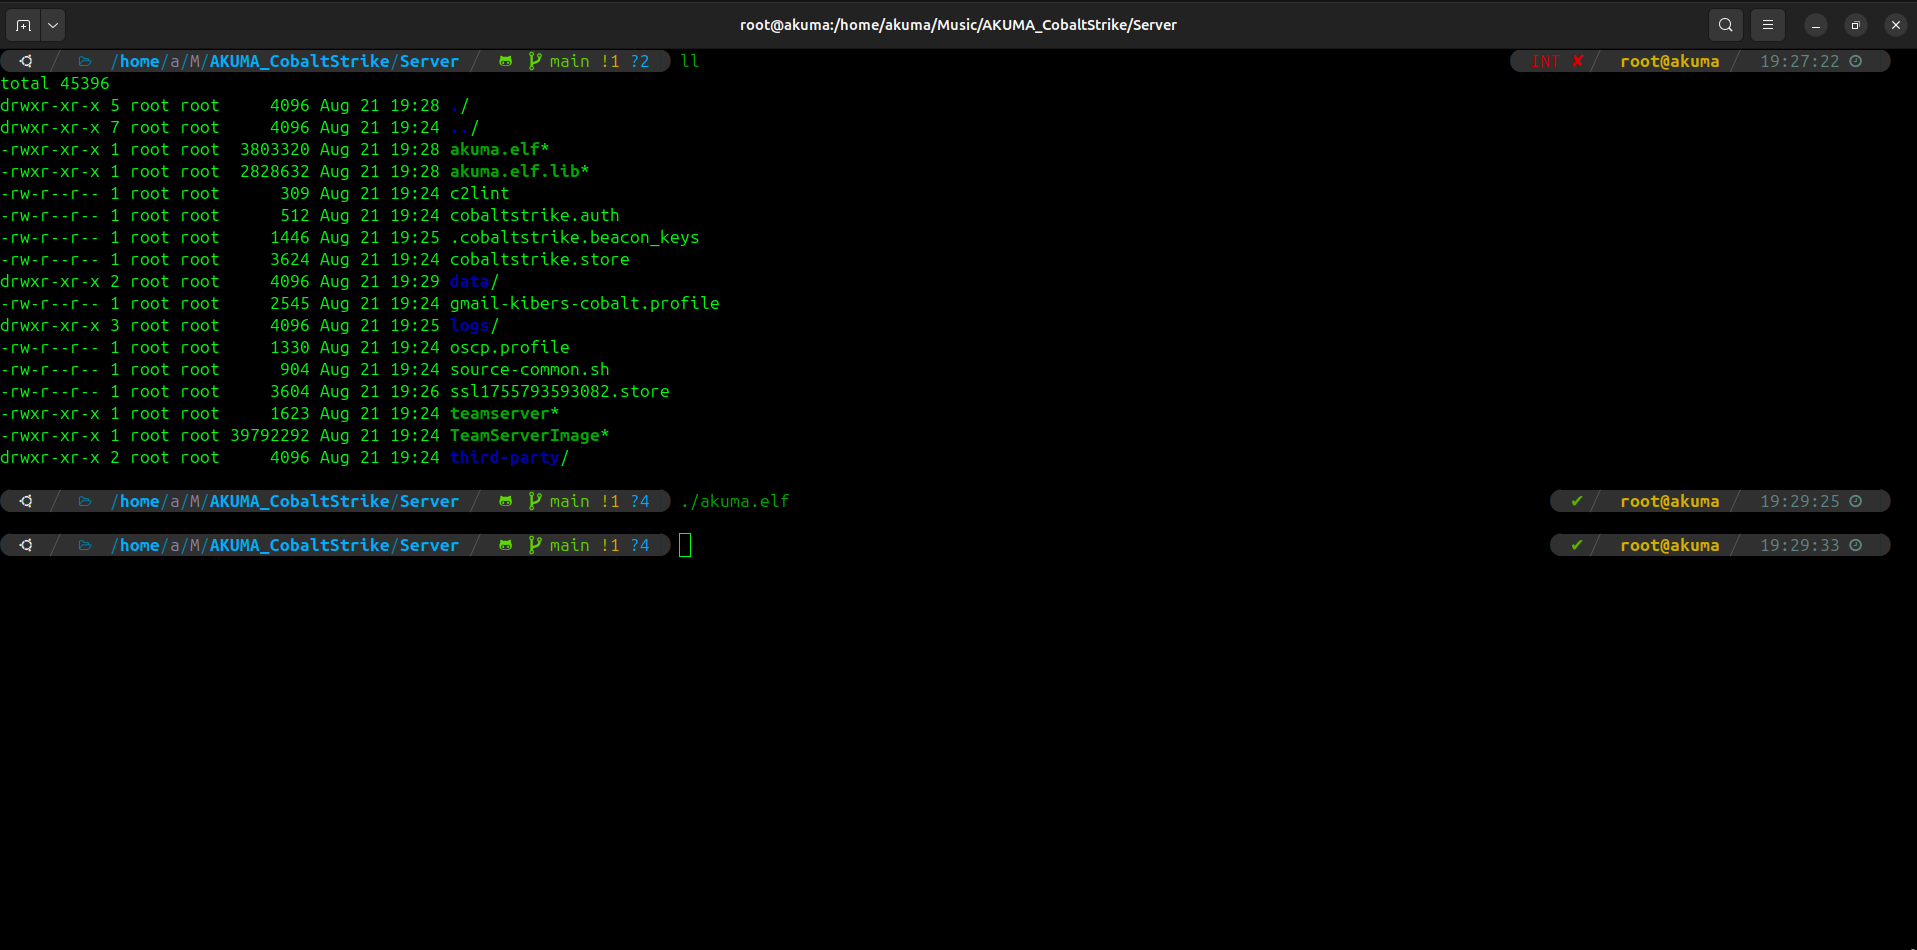 root@akuma:/home/akuma/Music/AKUMA_CobaltStrike/Server
/home/a/M/AKUMA_CobaltStrike/Server main !1 ?2 ll INT ✘ root@akuma 19:27:22
total 45396
drwxr-xr-x 5 root root 4096 Aug 21 19:28 ./
drwxr-xr-x 7 root root 4096 Aug 21 19:24 ../
-rwxr-xr-x 1 root root 3803320 Aug 21 19:28 akuma.elf*
-rwxr-xr-x 1 root root 2828632 Aug 21 19:28 akuma.elf.lib*
-rw-r--r-- 1 root root 309 Aug 21 19:24 c2lint
-rw-r--r-- 1 root root 512 Aug 21 19:24 cobaltstrike.auth
-rw-r--r-- 1 root root 1446 Aug 21 19:25 .cobaltstrike.beacon_keys
-rw-r--r-- 1 root root 3624 Aug 21 19:24 cobaltstrike.store
drwxr-xr-x 2 root root 4096 Aug 21 19:29 data/
-rw-r--r-- 1 root root 2545 Aug 21 19:24 gmail-kibers-cobalt.profile
drwxr-xr-x 3 root root 4096 Aug 21 19:25 logs/
-rw-r--r-- 1 root root 1330 Aug 21 19:24 oscp.profile
-rw-r--r-- 1 root root 904 Aug 21 19:24 source-common.sh
-rw-r--r-- 1 root root 3604 Aug 21 19:26 ssl1755793593082.store
-rwxr-xr-x 1 root root 1623 Aug 21 19:24 teamserver*
-rwxr-xr-x 1 root root 39792292 Aug 21 19:24 TeamServerImage*
drwxr-xr-x 2 root root 4096 Aug 21 19:24 third-party/
/home/a/M/AKUMA_CobaltStrike/Server main !1 ?4 ./akuma.elf ✔ root@akuma 19:29:25
/home/a/M/AKUMA_CobaltStrike/Server main !1 ?4 ✔ root@akuma 19:29:33